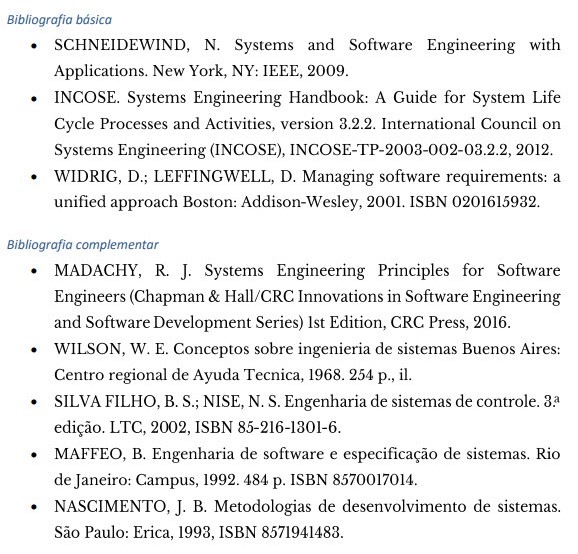 Bibliografia básica
• SCHNEIDEWIND, N. Systems and Software Engineering with
Applications. New York, NY: IEEE, 2009.
• INCOSE. Systems Engineering Handbook: A Guide for System Life
Cycle Processes and Activities, version 3.2.2. International Council on
Systems Engineering (INCOSE), INCOSE-TP-2003-002-03.2.2, 2012.
• WIDRIG, D.; LEFFINGWELL, D. Managing software requirements: a
unified approach Boston: Addison-Wesley, 2001. ISBN 0201615932.
Bibliografia complementar
• MADACHY, R. J. Systems Engineering Principles for Software
Engineers (Chapman & Hall/CRC Innovations in Software Engineering
and Software Development Series) 1st Edition, CRC Press, 2016.
• WILSON, W. E. Conceptos sobre ingenieria de sistemas Buenos Aires:
Centro regional de Ayuda Tecnica, 1968. 254 p., il.
• SILVA FILHO, B. S.; NISE, N. S. Engenharia de sistemas de controle. 3.ª
edição. LTC, 2002, ISBN 85-216-1301-6.
• MAFFEO, B. Engenharia de software e especificação de sistemas. Rio
de Janeiro: Campus, 1992. 484 p. ISBN 8570017014.
• NASCIMENTO, J. B. Metodologias de desenvolvimento de sistemas.
São Paulo: Erica, 1993, ISBN 8571941483.